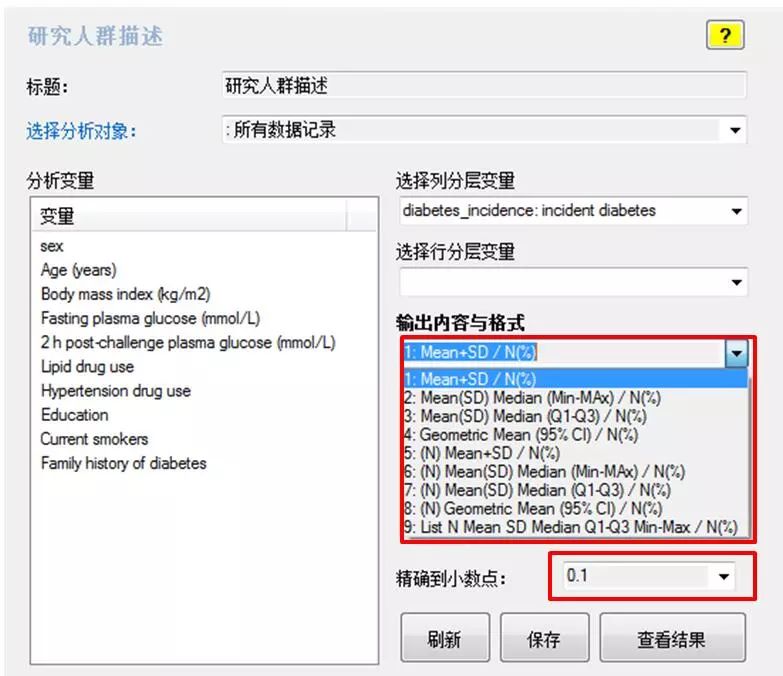 研究人群描述
?
标题:
研究人群描述
选择分析对象:
:所有数据记录
分析变量
变量
sex
Age (years)
Body mass index (kg/m2)
Fasting plasma glucose (mmol/L)
2 h post-challenge plasma glucose (mmol/L)
Lipid drug use
Hypertension drug use
Education
Current smokers
Family history of diabetes
选择列分层变量
diabetes_incidence: incident diabetes
选择行分层变量
输出内容与格式
1: Mean+SD / N(%)
1: Mean+SD / N(%)
2: Mean(SD) Median (Min-MAx) / N(%)
3: Mean(SD) Median (Q1-Q3) / N(%)
4: Geometric Mean (95% CI) / N(%)
5: (N) Mean+SD / N(%)
6: (N) Mean(SD) Median (Min-MAx) / N(%)
7: (N) Mean(SD) Median (Q1-Q3) / N(%)
8: (N) Geometric Mean (95% CI) / N(%)
9: List N Mean SD Median Q1-Q3 Min-Max / N(%)
精确到小数点:
0.1
刷新
保存
查看结果